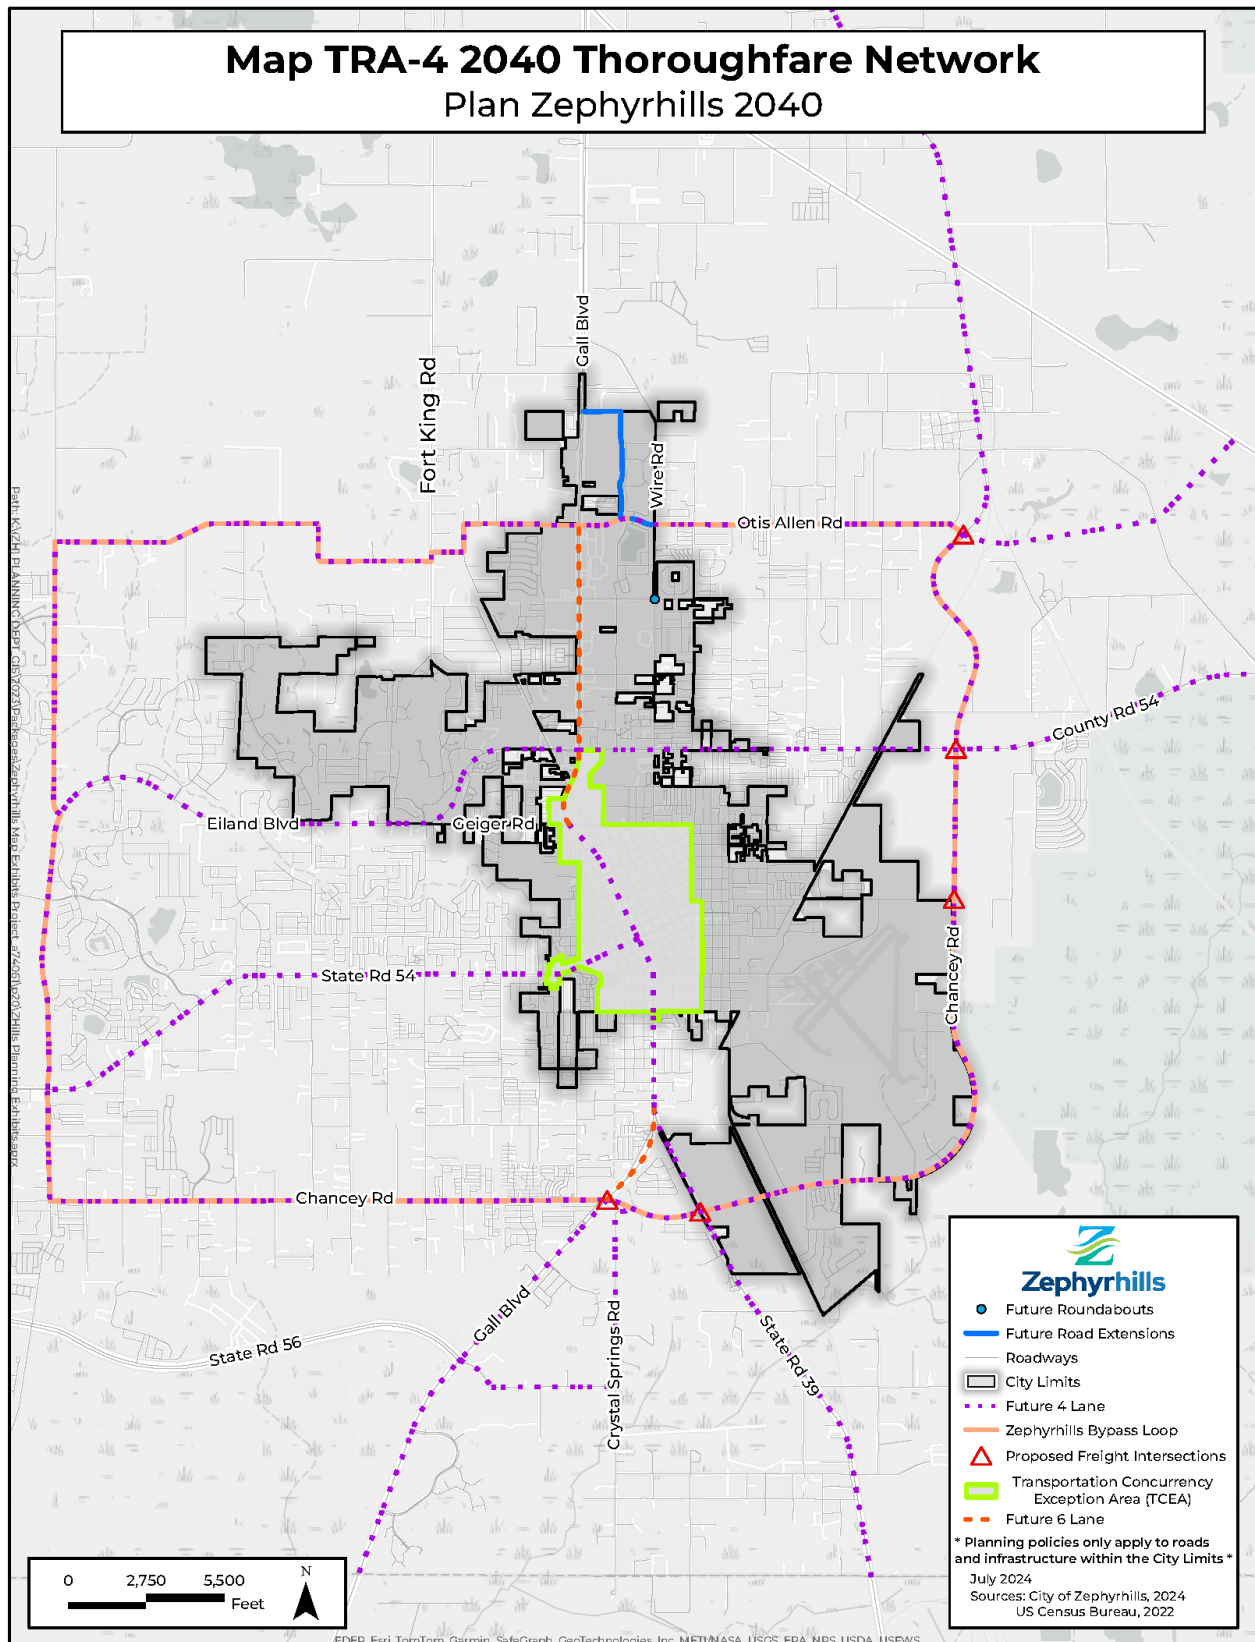 Map TRA-4 2040 Thoroughfare Network
Plan Zephyrhills 2040
Gall Blvd
Fort King Rd
Wire Rd
Otis Allen Rd
County Rd 54
Eiland Blvd
Geiger Rd
State Rd 54
Chancey Rd
Chancey Rd
Gall Blvd
State Rd 56
Crystal Springs Rd
State Rd 39
Zephyrhills
Future Roundabouts
Future Road Extensions
Roadways
City Limits
Future 4 Lane
Zephyrhills Bypass Loop
Proposed Freight Intersections
Transportation Concurrency
Exception Area (TCEA)
Future 6 Lane
* Planning policies only apply to roads
and infrastructure within the City Limits *
July 2024
Sources: City of Zephyrhills, 2024
US Census Bureau, 2022
0 2,750 5,500
Feet
N